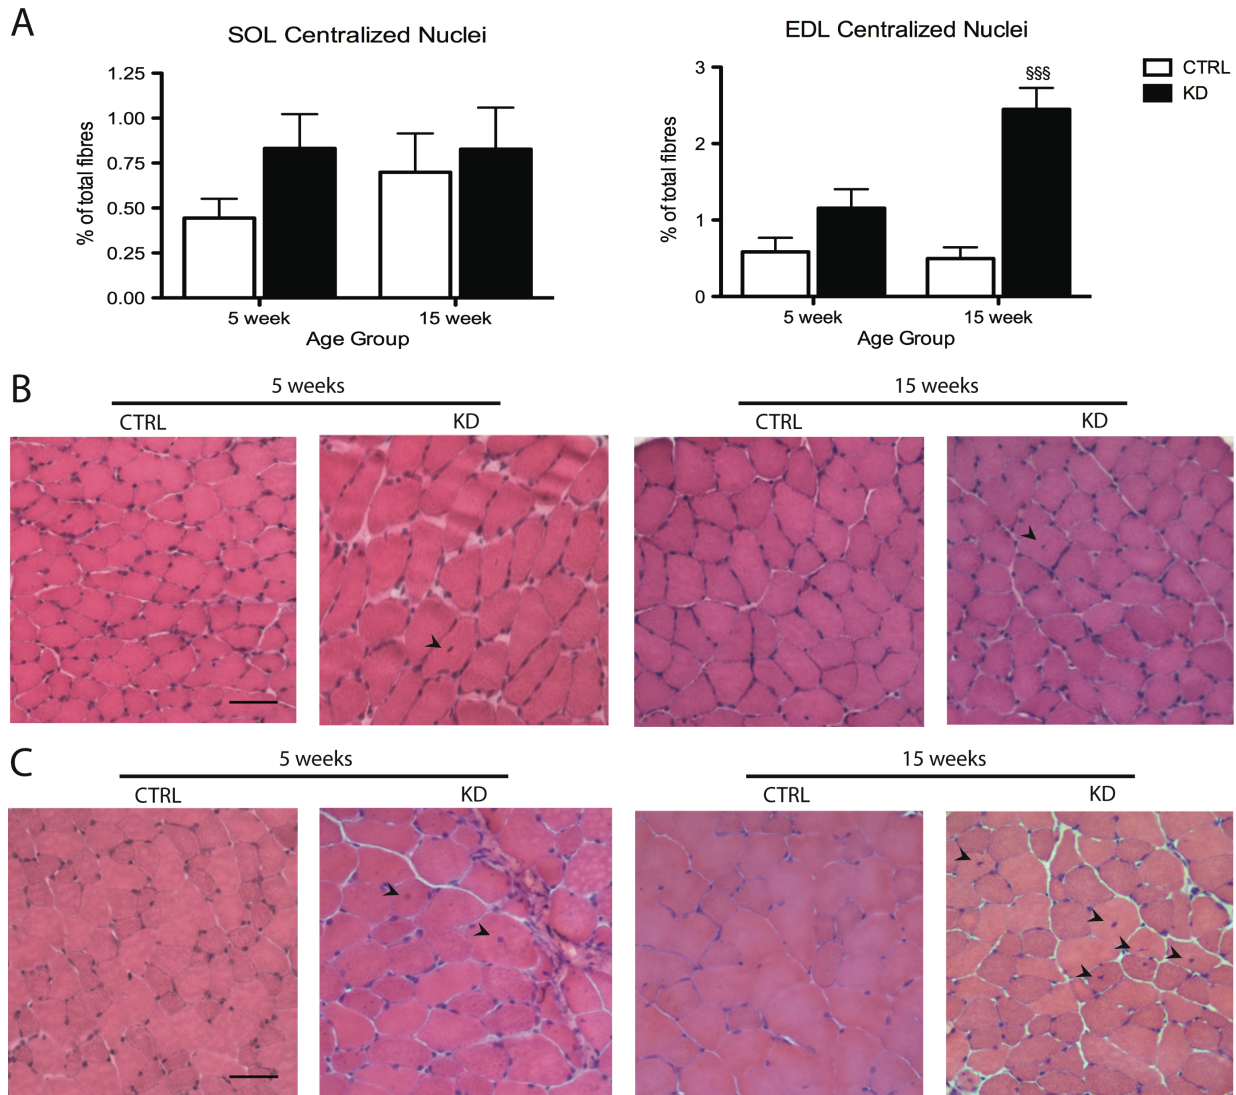 A
SOL Centralized Nuclei
% of total fibres
1.25
1.00
0.75
0.50
0.25
0.00
5 week
15 week
Age Group
EDL Centralized Nuclei
% of total fibres
3
2
1
0
§§§
5 week
15 week
Age Group
CTRL
KD
B
5 weeks
15 weeks
CTRL
KD
CTRL
KD
C
5 weeks
15 weeks
CTRL
KD
CTRL
KD